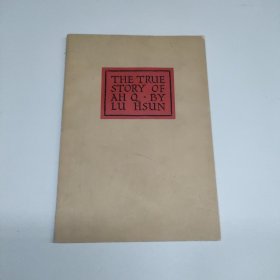 THE TRUE
STORY OF
AH Q · BY
LU HSUN